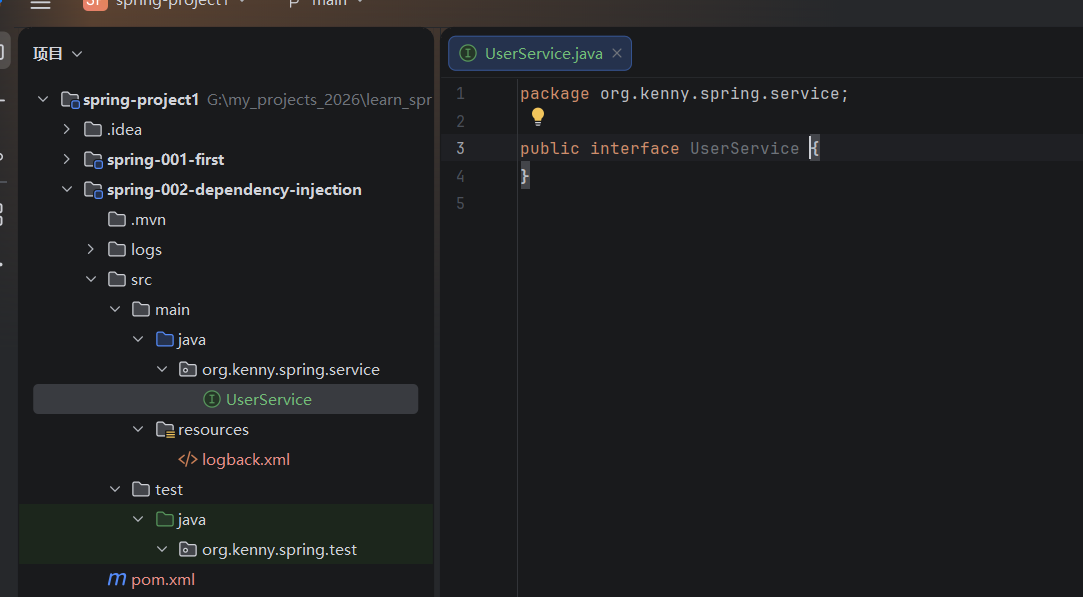 spring-project1
main
项目
spring-project1 G:\my_projects_2026\learn_spr
.idea
spring-001-first
spring-002-dependency-injection
.mvn
logs
src
main
java
org.kenny.spring.service
UserService
resources
logback.xml
test
java
org.kenny.spring.test
pom.xml
UserService.java
1 package org.kenny.spring.service;
2
3 public interface UserService {
4 }
5